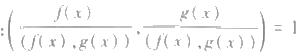 :( f(x)/(f(x),g(x)) , g(x)/(f(x),g(x)) ) = 1